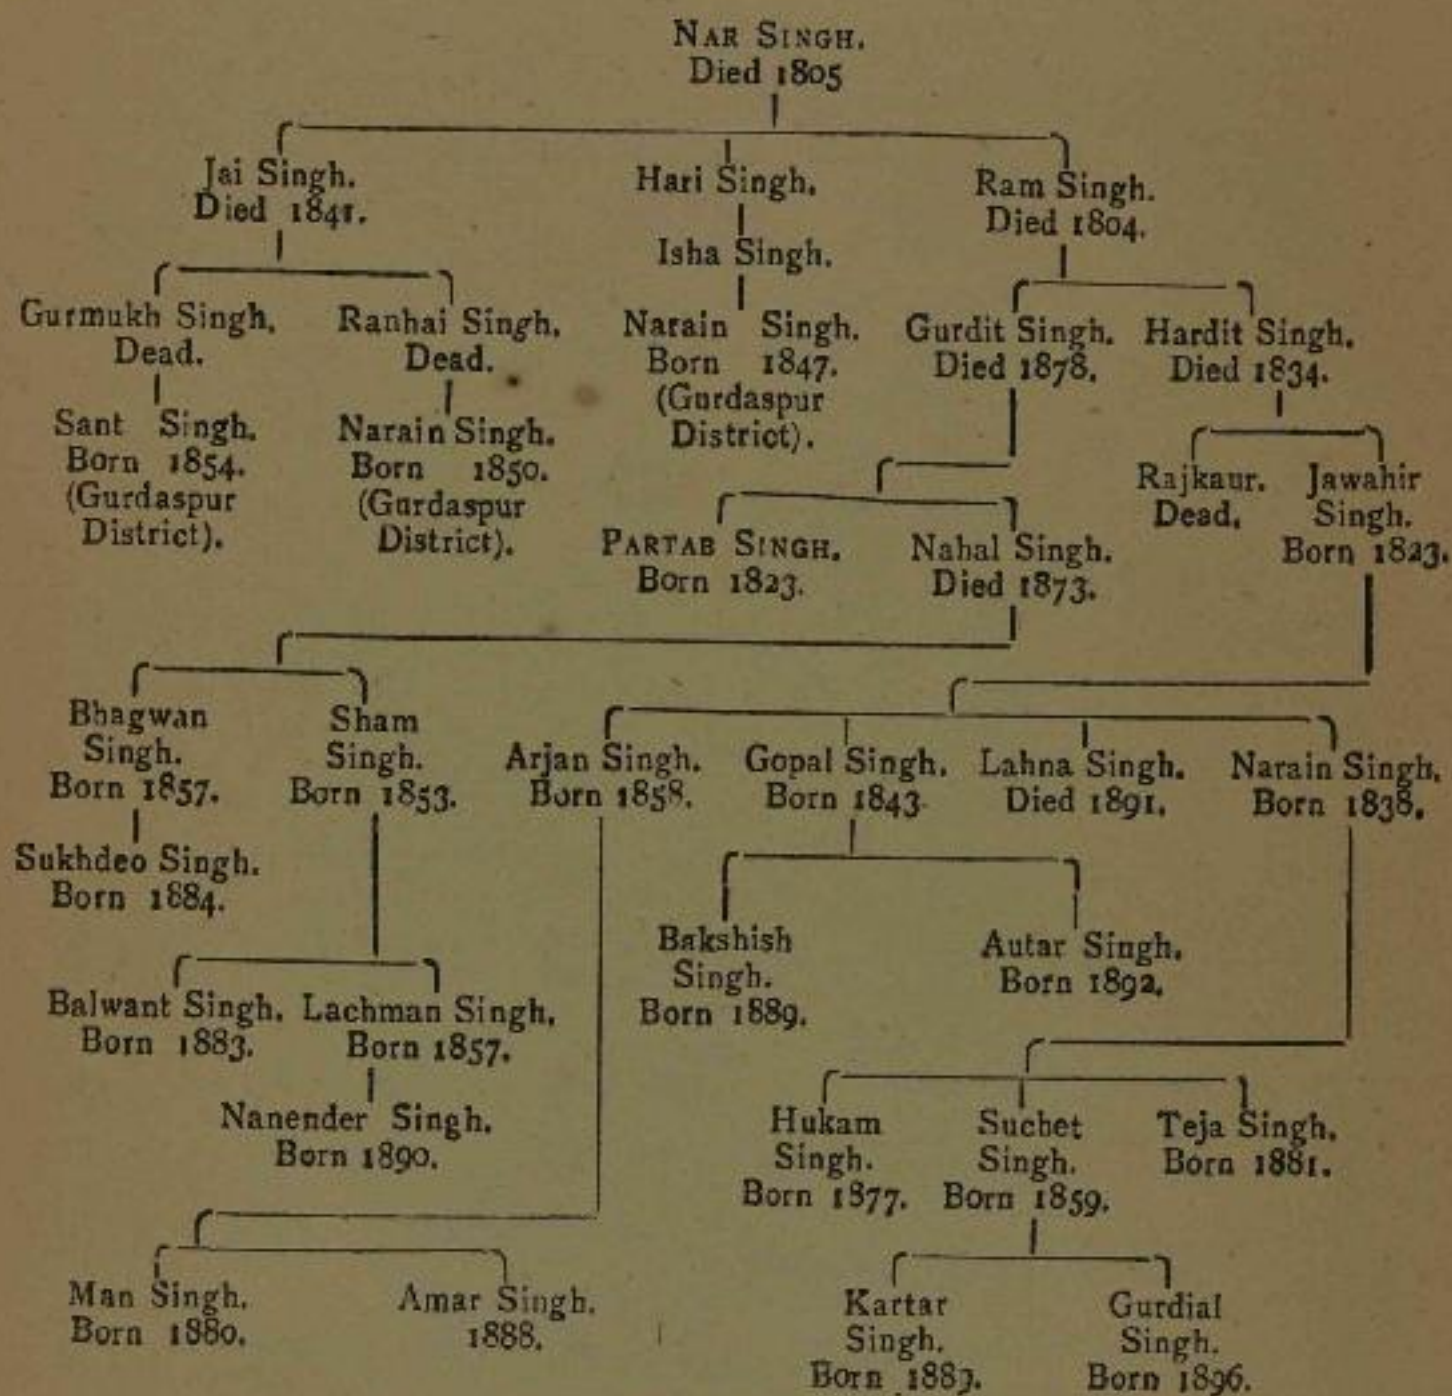 NAR SINGH.
Died 1805
Jai Singh.
Died 1841.
Hari Singh.
Ram Singh.
Died 1804.
Isha Singh.
Gurmukh Singh.
Dead.
Ranhai Singh.
Dead.
Narain Singh.
Born 1847.
(Gurdaspur
District).
Gurdit Singh.
Died 1878.
Hardit Singh.
Died 1834.
Sant Singh.
Born 1854.
(Gurdaspur
District).
Narain Singh.
Born 1850.
(Gurdaspur
District).
Rajkaur.
Dead.
Jawahir
Singh.
Born 1823.
PARTAB SINGH.
Born 1823.
Nahal Singh.
Died 1873.
Bhagwan
Singh.
Born 1857.
Sham
Singh.
Born 1853.
Arjan Singh.
Born 1858.
Gopal Singh.
Born 1843
Lahna Singh.
Died 1891.
Narain Singh.
Born 1838.
Sukhdeo Singh.
Born 1884.
Bakshish
Singh.
Born 1889.
Autar Singh.
Born 1892.
Balwant Singh.
Born 1883.
Lachman Singh.
Born 1857.
Nanender Singh.
Born 1890.
Hukam
Singh.
Born 1877.
Suchet
Singh.
Born 1859.
Teja Singh.
Born 1881.
Man Singh.
Born 1880.
Amar Singh.
1888.
Kartar
Singh.
Born
Gurdial
Singh.
Born 1896.